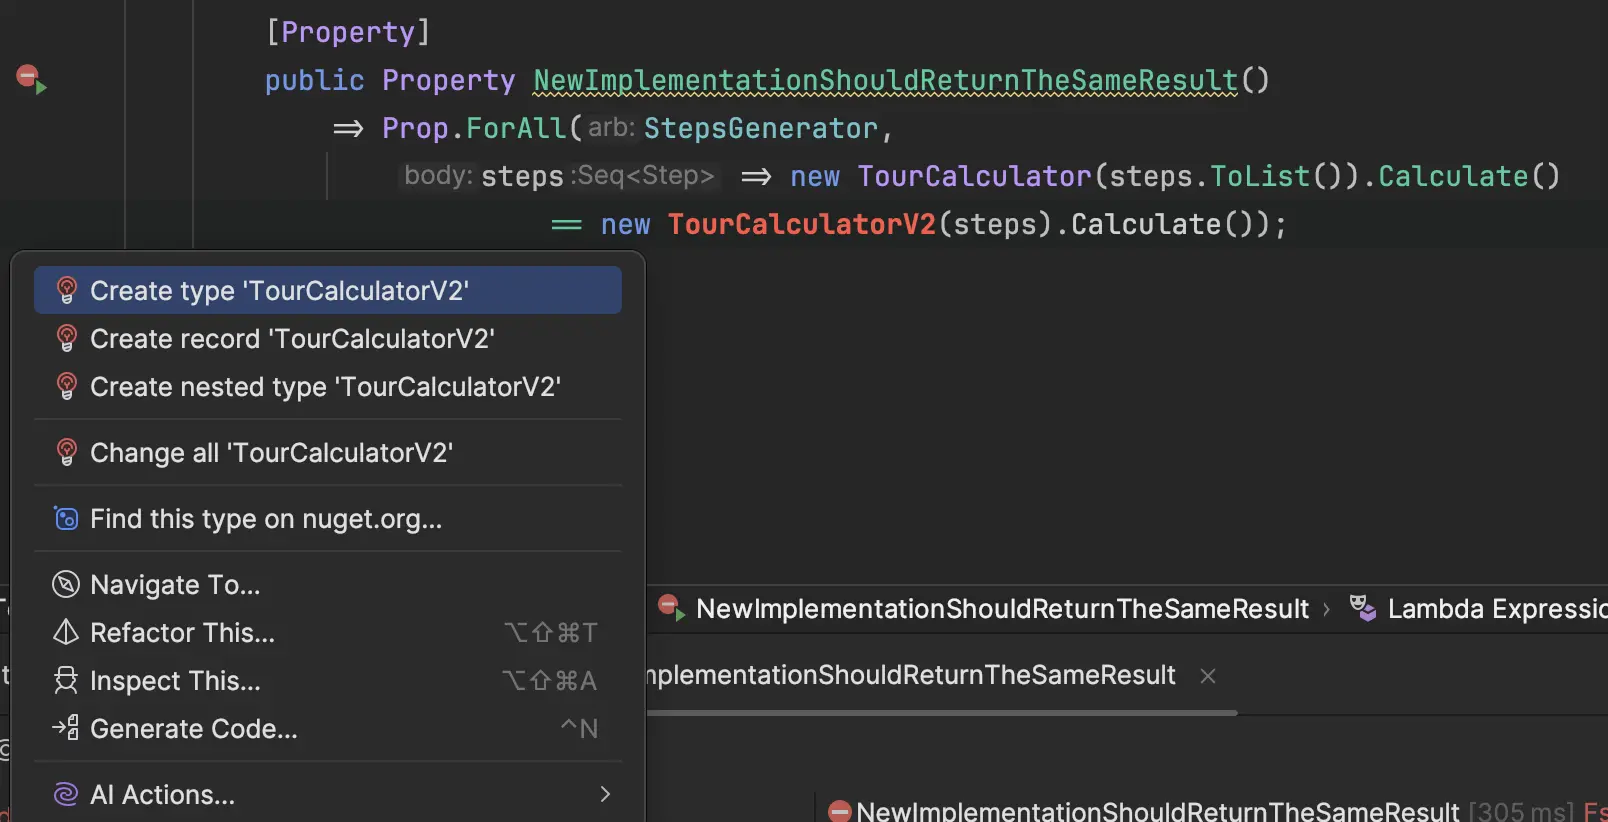 [Property]
public Property NewImplementationShouldReturnTheSameResult()
=> Prop.ForAll( arb: StepsGenerator,
body: steps :Seq<Step> => new TourCalculator(steps.ToList()).Calculate()
== new TourCalculatorV2(steps).Calculate());
Create type 'TourCalculatorV2'
Create record 'TourCalculatorV2'
Create nested type 'TourCalculatorV2'
Change all 'TourCalculatorV2'
Find this type on nuget.org...
Navigate To...
Refactor This... ⌥⇧⌘T
Inspect This... ⌥⇧⌘A
Generate Code... ^N
AI Actions...
NewImplementationShouldReturnTheSameResult › Lambda Expressio
mplementationShouldReturnTheSameResult ×
NewImplementationShouldReturnTheSameResult [305 ms] Fs